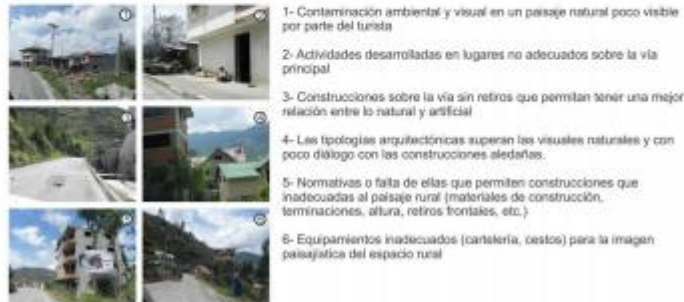 1- Contaminación ambiental y visual en un paisaje natural poco visible
por parte del turista
2- Actividades desarrolladas en lugares no adecuados sobre la vía
principal
3- Construcciones sobre la vía sin retiros que permitan tener una mejor
relación entre lo natural y artificial
4- Las tipologías arquitectónicas superan las visuales naturales y con
poco diálogo con las construcciones aledañas.
5- Normativas o falta de ellas que permiten construcciones que
inadecuadas al paisaje rural (materiales de construcción,
terminaciones, altura, retiros frontales, etc.)
6- Equipamientos inadecuados (cartelería, cestos) para la imagen
paisajística del espacio rural